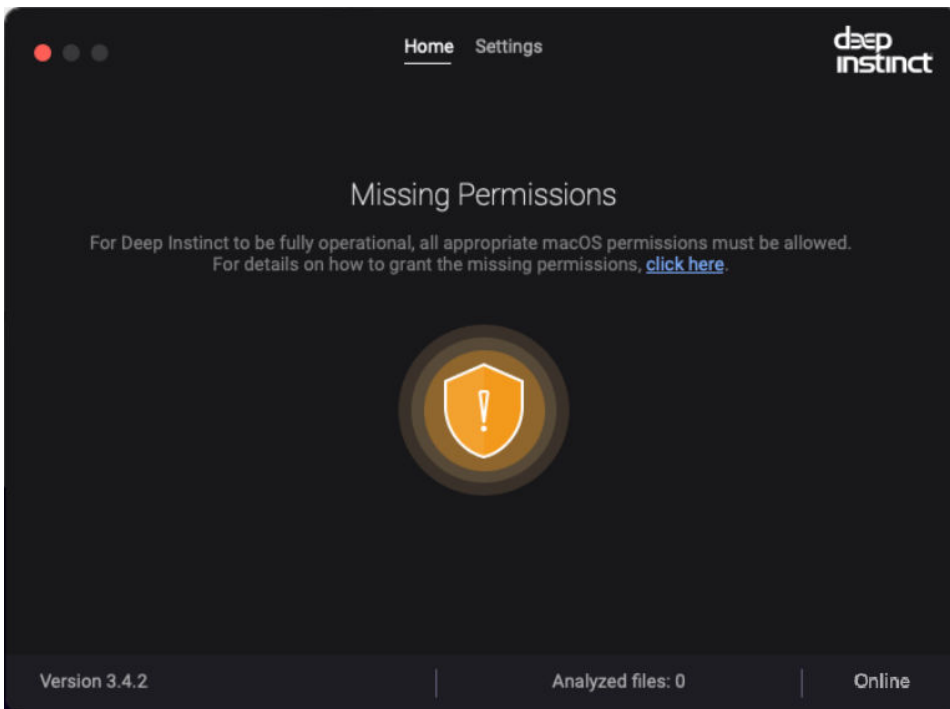 Home Settings
deep
instinct
Missing Permissions
For Deep Instinct to be fully operational, all appropriate macOS permissions must be allowed.
For details on how to grant the missing permissions, click here.
Version 3.4.2 Analyzed files: 0 Online